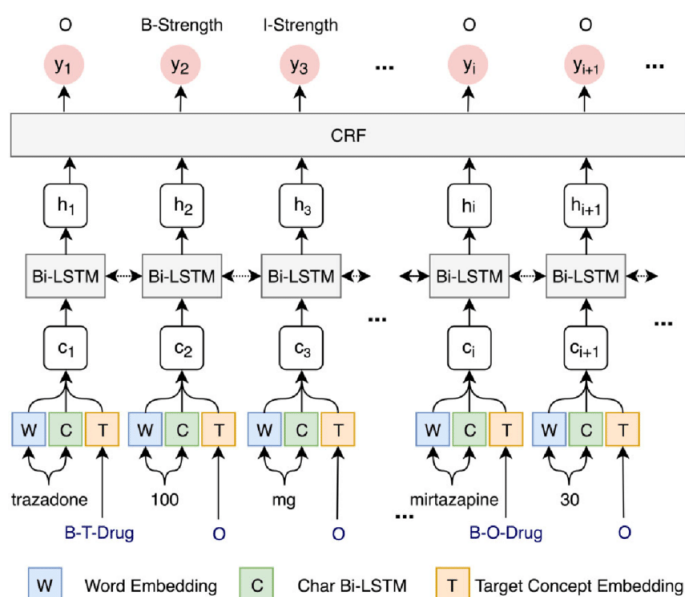 O B-Strength I-Strength O O
y1 y2 y3 ... yi yi+1 ...
CRF
h1 h2 h3 hi hi+1
Bi-LSTM Bi-LSTM Bi-LSTM Bi-LSTM Bi-LSTM
... ...
c1 c2 c3 ci ci+1
W C T W C T W C T W C T W C T
trazadone 100 mg mirtazapine 30
...
B-T-Drug O O B-O-Drug O
W Word Embedding C Char Bi-LSTM T Target Concept Embedding